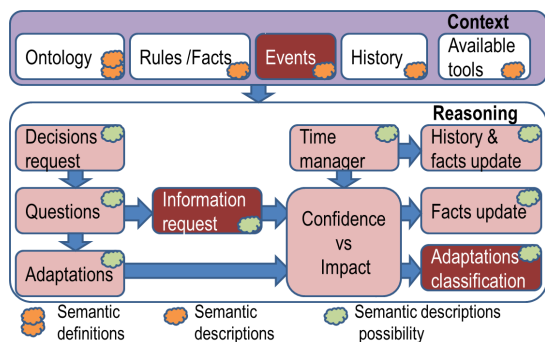 Context
Ontology
Rules /Facts
Events
History
Available
tools
Reasoning
Decisions
request
Time
manager
History &
facts update
Questions
Information
request
Confidence
vs
Impact
Facts update
Adaptations
Adaptations
classification
Semantic
definitions
Semantic
descriptions
Semantic descriptions
possibility